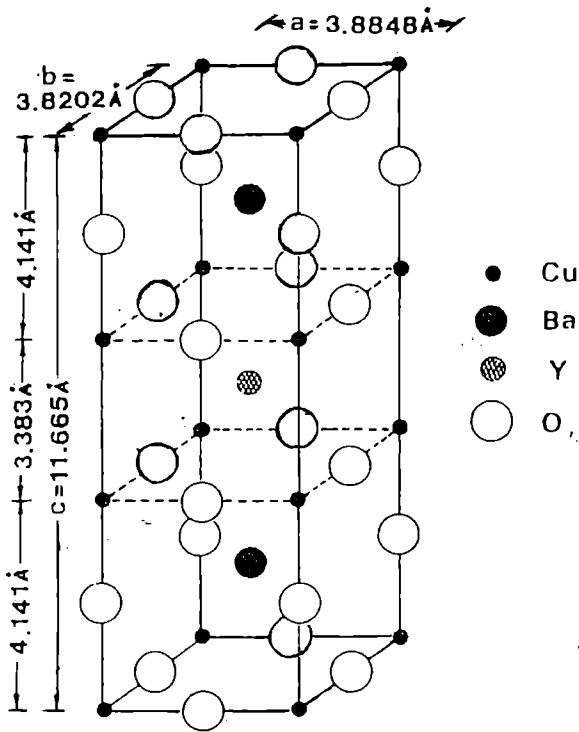 a = 3.8848Å
b =
3.8202Å
4.141Å
3.383Å
4.141Å
c = 11.665Å
Cu
Ba
Y
O